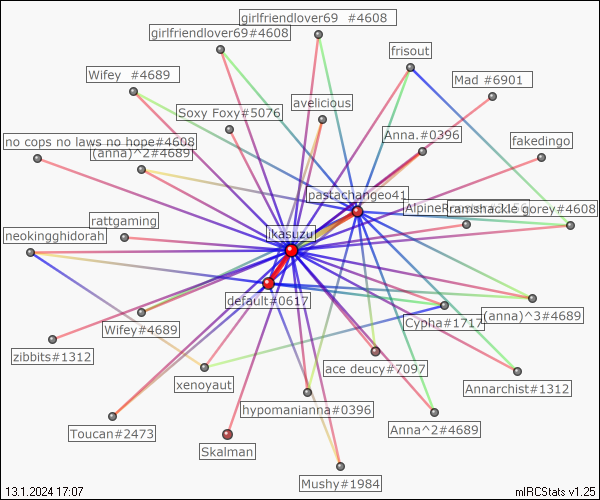 girlfriendlover69 #4608
girlfriendlover69#4608
frisout
Wifey #4689
Mad #6901
avelicious
Soxy Foxy#5076
Anna.#0396
fakedingo
no cops no laws no hope#4608
(anna)^2#4689
pastachangeo41
ramshackle gorey#4608
rattgaming
jkasuzu
neokingghidorah
default#0617
(anna)^3#4689
Cypha#1717
Wifey#4689
zibbits#1312
ace deucy#7097
xenoyaut
Annarchist#1312
hypomanianna#0396
Anna^2#4689
Toucan#2473
Skalman
Mushy#1984
13.1.2024 17:07
mIRCStats v1.25